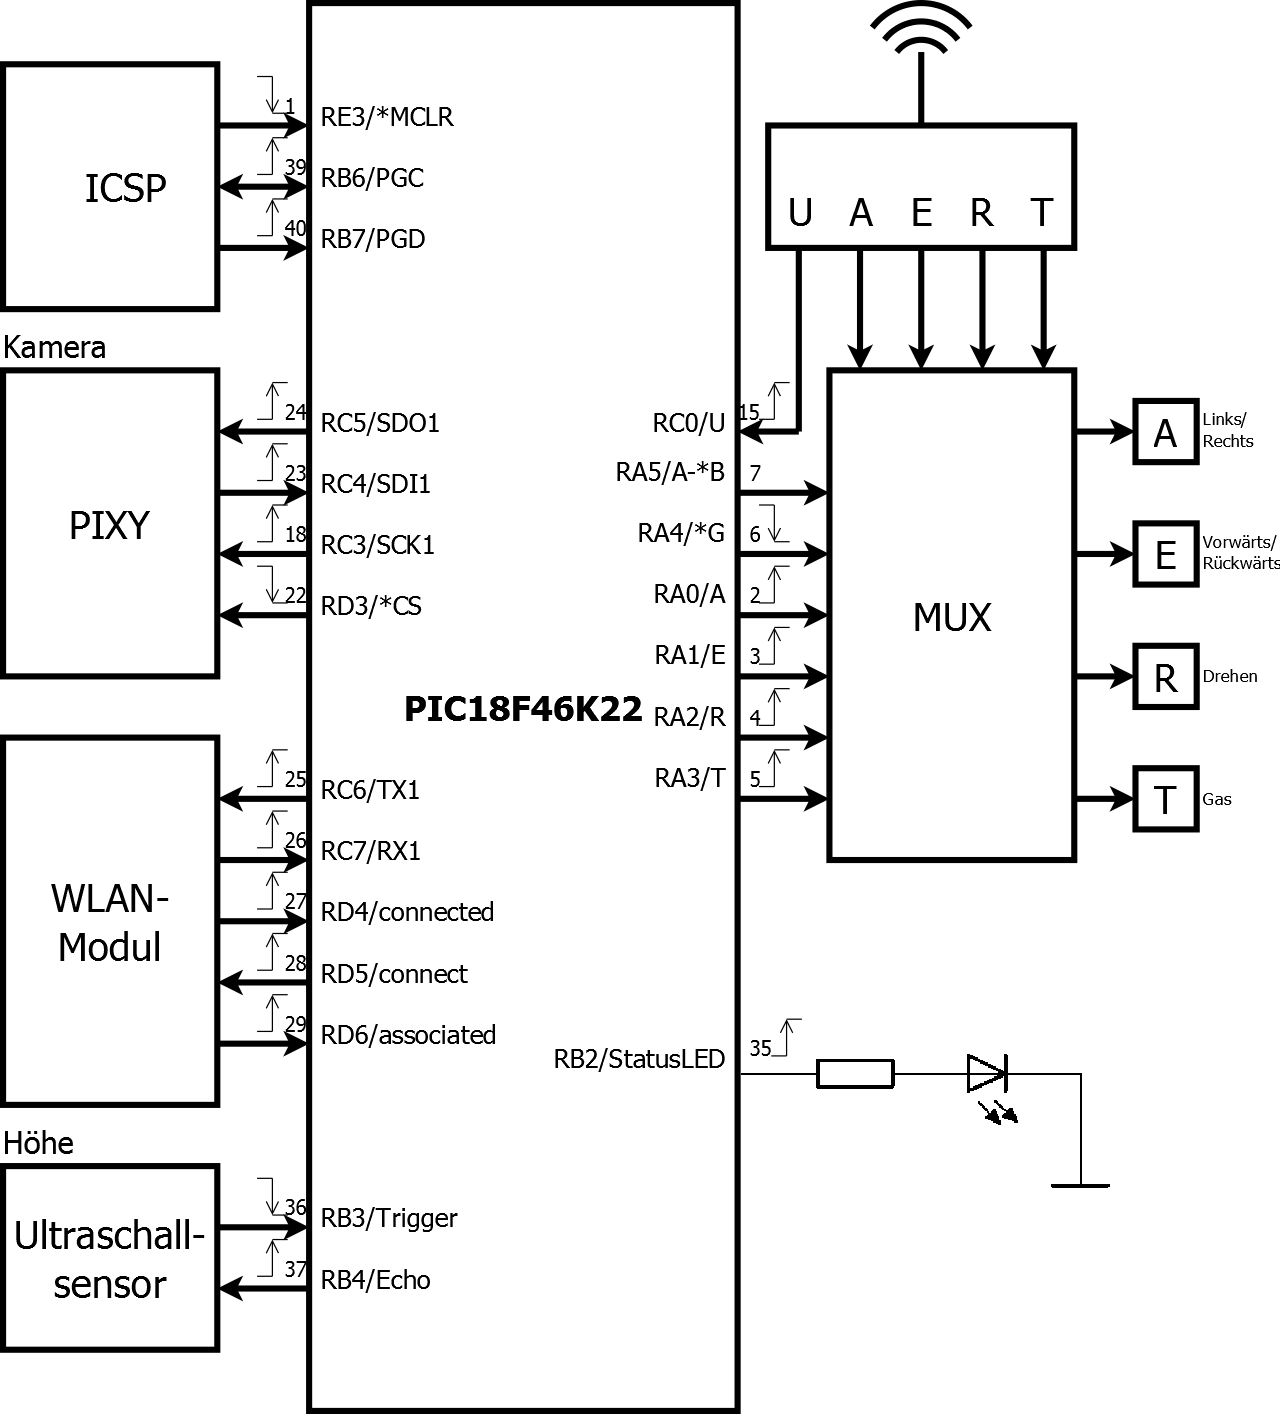 ICSP
1
RE3/*MCLR
39
RB6/PGC
40
RB7/PGD
Kamera
PIXY
24
RC5/SDO1
23
RC4/SDI1
18
RC3/SCK1
22
RD3/*CS
WLAN-
Modul
25
RC6/TX1
26
RC7/RX1
27
RD4/connected
28
RD5/connect
29
RD6/associated
Höhe
Ultraschall-
sensor
36
RB3/Trigger
37
RB4/Echo
PIC18F46K22
U A E R T
RC0/U
15
RA5/A-*B
7
RA4/*G
6
RA0/A
2
RA1/E
3
RA2/R
4
RA3/T
5
RB2/StatusLED
35
MUX
A
Links/
Rechts
E
Vorwärts/
Rückwärts
R
Drehen
T
Gas